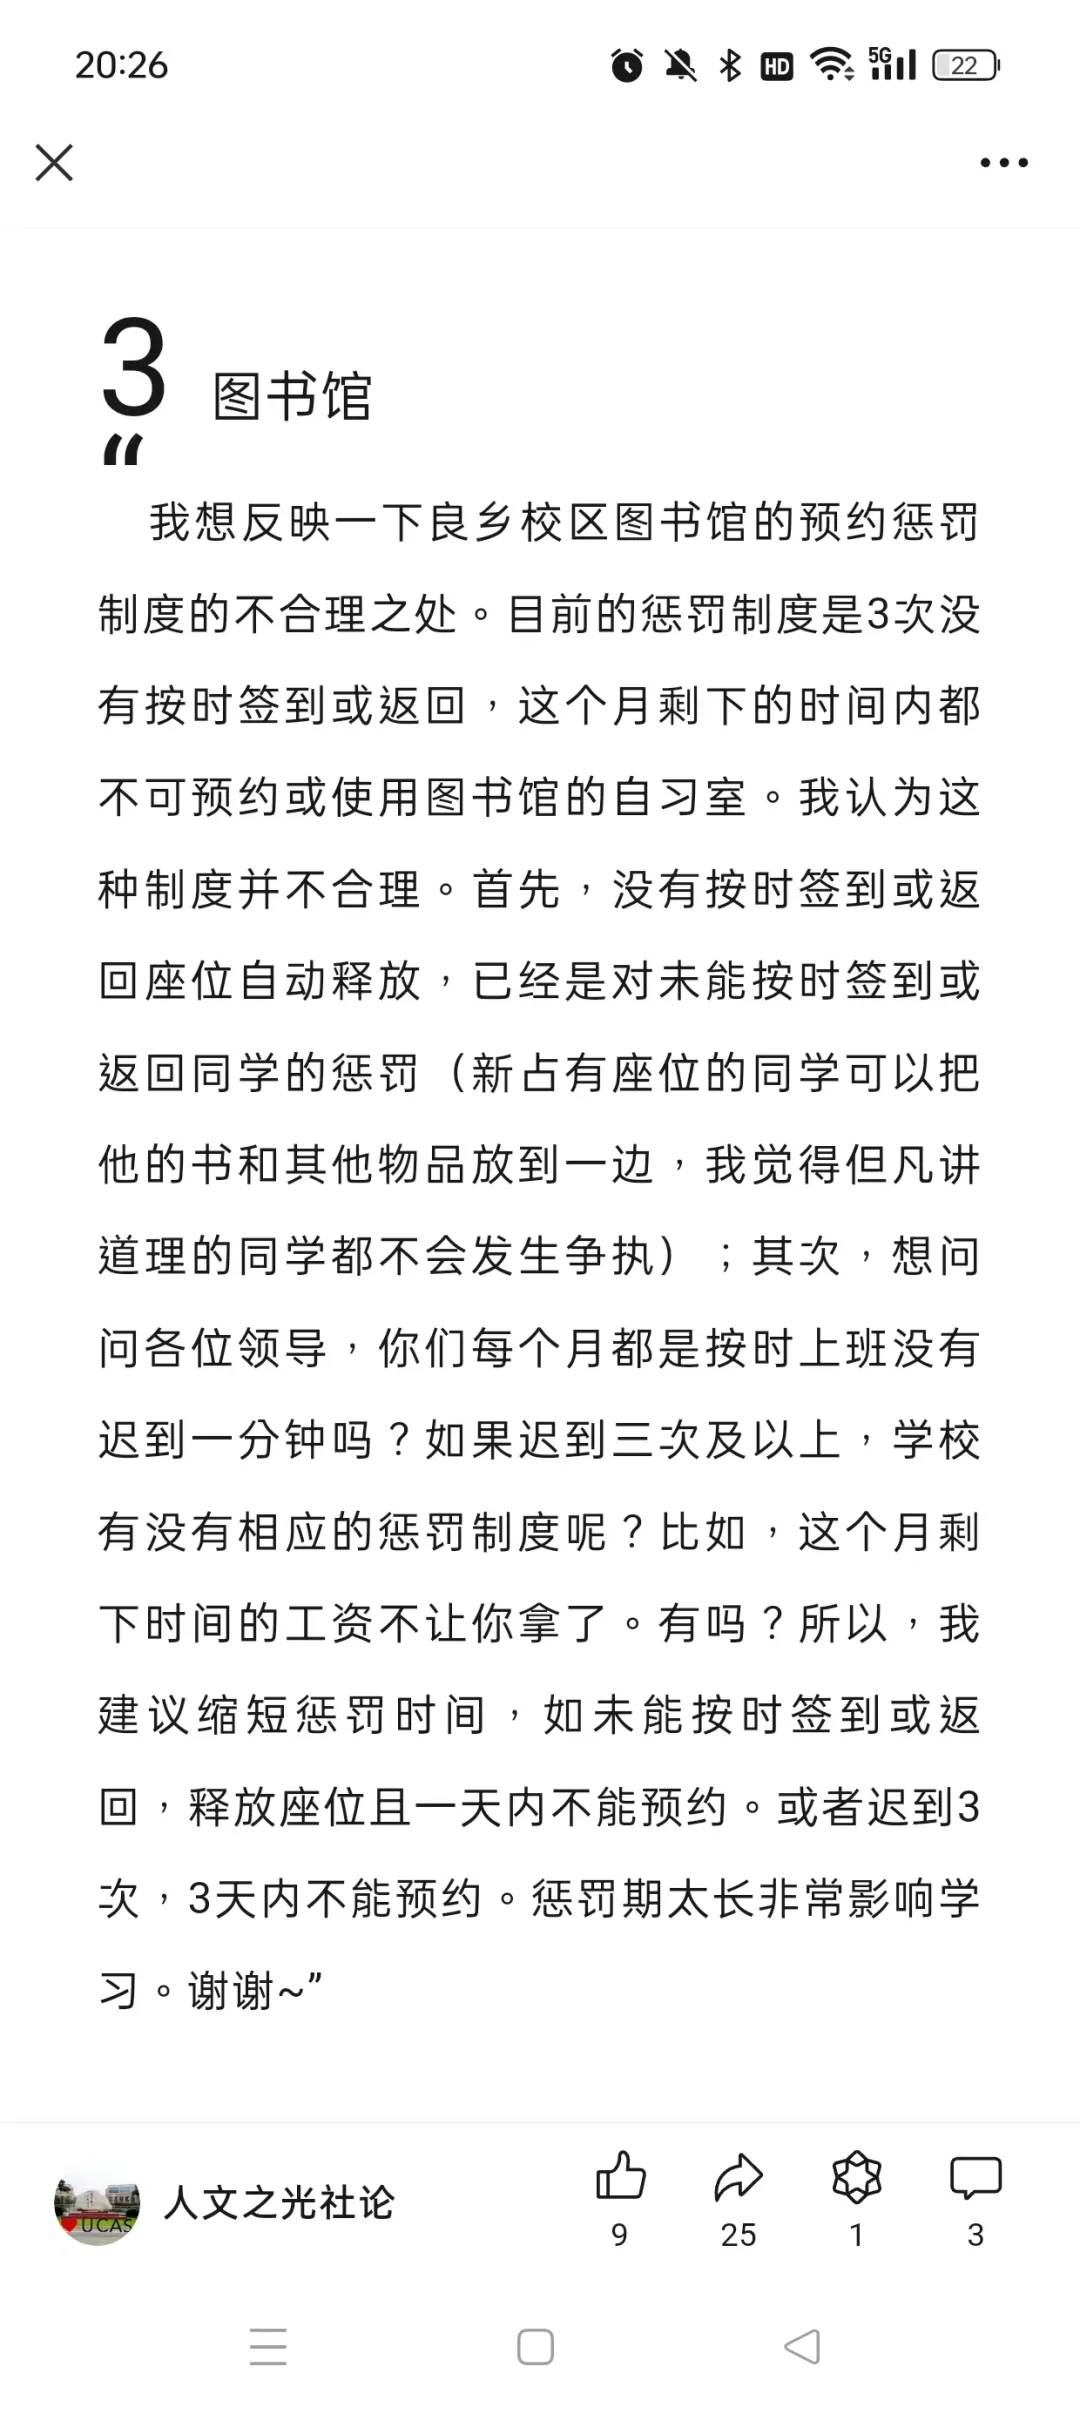 20:26
HD
5G
22
3 图书馆
“
我想反映一下良乡校区图书馆的预约惩罚
制度的不合理之处。目前的惩罚制度是3次没
有按时签到或返回，这个月剩下的时间内都
不可预约或使用图书馆的自习室。我认为这
种制度并不合理。首先，没有按时签到或返
回座位自动释放，已经是对未能按时签到或
返回同学的惩罚（新占有座位的同学可以把
他的书和其他物品放到一边，我觉得但凡讲
道理的同学都不会发生争执）；其次，想问
问各位领导，你们每个月都是按时上班没有
迟到一分钟吗？如果迟到三次及以上，学校
有没有相应的惩罚制度呢？比如，这个月剩
下时间的工资不让你拿了。有吗？所以，我
建议缩短惩罚时间，如未能按时签到或返
回，释放座位且一天内不能预约。或者迟到3
次，3天内不能预约。惩罚期太长非常影响学
习。谢谢~”
UCAS
人文之光社论
9
25
1
3